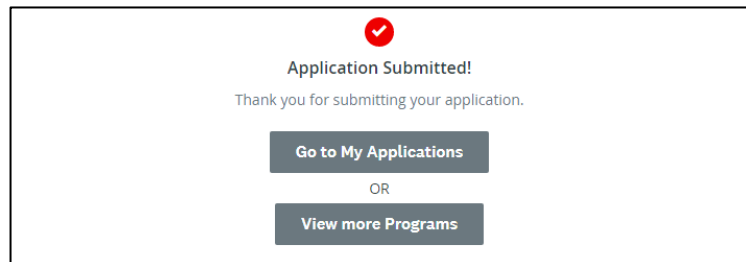 Application Submitted!
Thank you for submitting your application.
Go to My Applications
OR
View more Programs